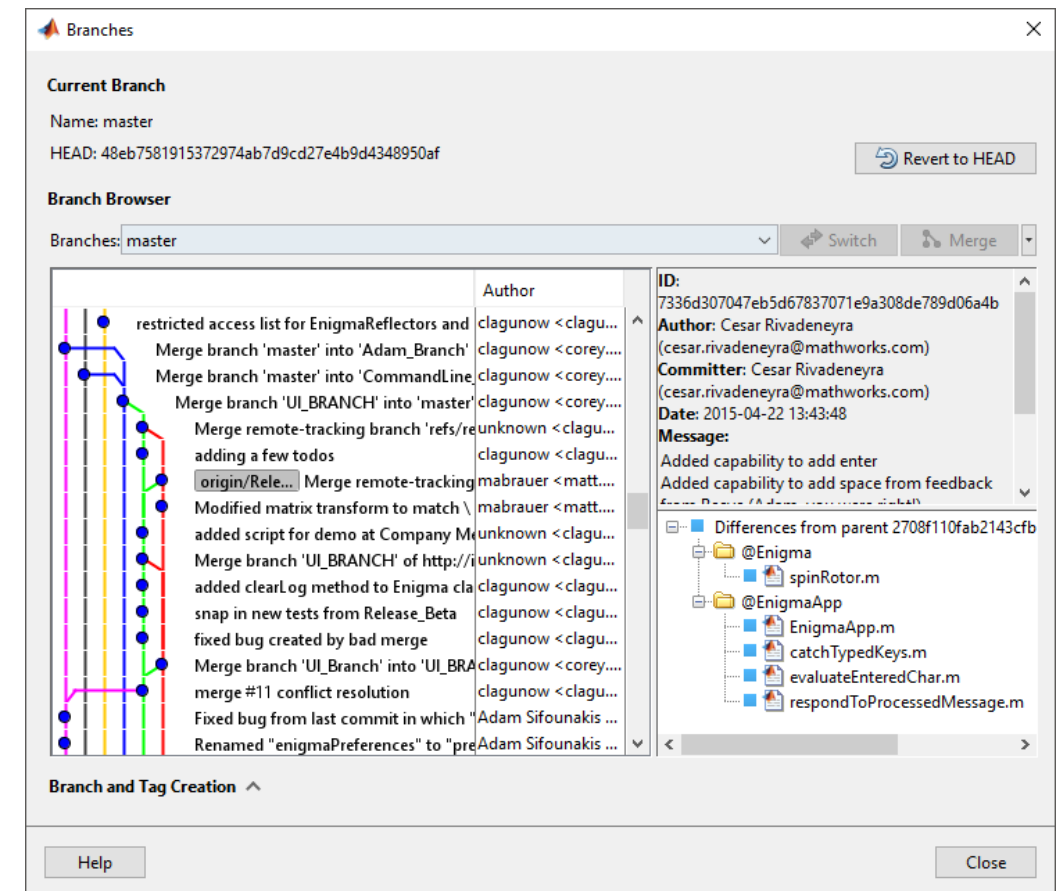 Branches
Current Branch
Name: master
HEAD: 48eb7581915372974ab7d9cd27e4b9d4348950af
Revert to HEAD
Branch Browser
Branches: master
Switch
Merge
Author
restricted access list for EnigmaReflectors and clagunow <clagu...
Merge branch 'master' into 'Adam_Branch' clagunow <corey....
Merge branch 'master' into 'CommandLine_ clagunow <corey....
Merge branch 'UI_BRANCH' into 'master' clagunow <corey....
Merge remote-tracking branch 'refs/re unknown <clagu...
adding a few todos clagunow <clagu...
origin/Rele... Merge remote-tracking mabrauer <matt....
Modified matrix transform to match \ mabrauer <matt....
added script for demo at Company Me unknown <clagu...
Merge branch 'UI_BRANCH' of http://i unknown <clagu...
added clearLog method to Enigma cla clagunow <clagu...
snap in new tests from Release_Beta clagunow <clagu...
fixed bug created by bad merge clagunow <clagu...
Merge branch 'UI_Branch' into 'UI_BRA clagunow <corey....
merge #11 conflict resolution clagunow <clagu...
Fixed bug from last commit in which " Adam Sifounakis ...
Renamed "enigmaPreferences" to "pre Adam Sifounakis ...
ID:
7336d307047eb5d67837071e9a308de789d06a4b
Author: Cesar Rivadeneyra
(cesar.rivadeneyra@mathworks.com)
Committer: Cesar Rivadeneyra
(cesar.rivadeneyra@mathworks.com)
Date: 2015-04-22 13:43:48
Message:
Added capability to add enter
Added capability to add space from feedback
Differences from parent 2708f110fab2143cfb
@Enigma
spinRotor.m
@EnigmaApp
EnigmaApp.m
catchTypedKeys.m
evaluateEnteredChar.m
respondToProcessedMessage.m
Branch and Tag Creation
Help
Close